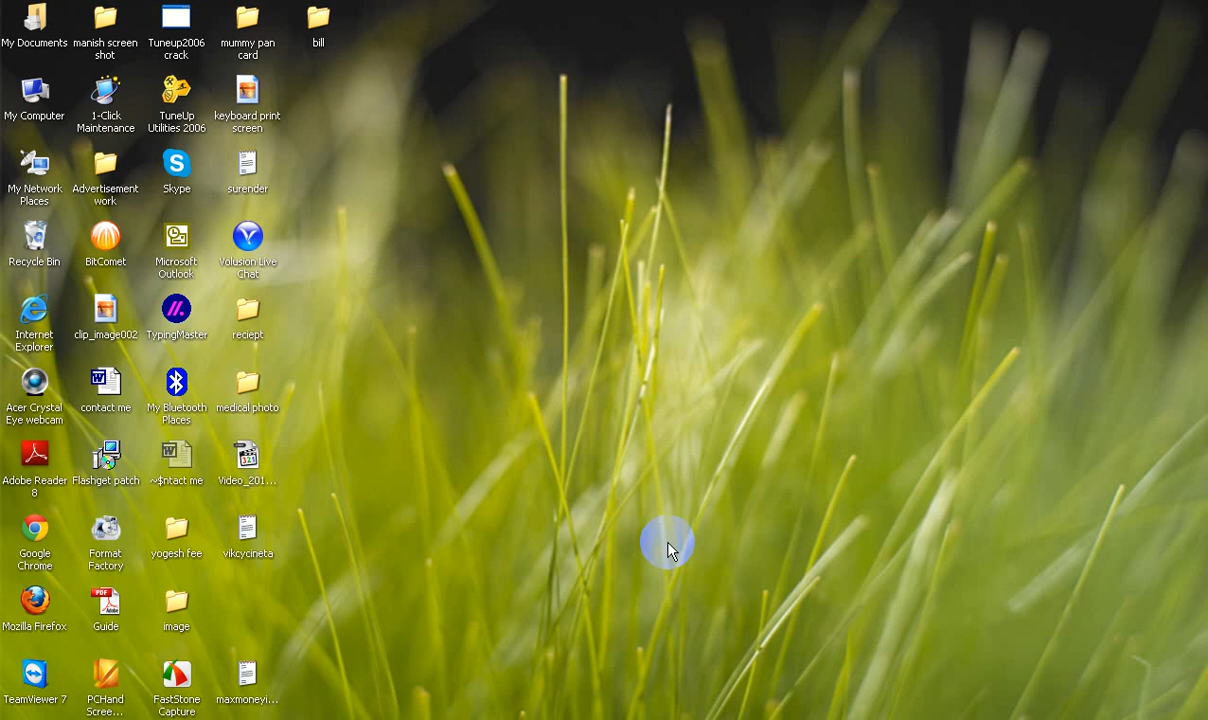 My Documents
manish screen
shot
Tuneup2006
crack
mummy pan
card
bill
My Computer
1-Click
Maintenance
TuneUp
Utilities 2006
keyboard print
screen
My Network
Places
Advertisement
work
Skype
surender
Recycle Bin
BitComet
Microsoft
Outlook
Volusion Live
Chat
Internet
Explorer
clip_image002
TypingMaster
reciept
Acer Crystal
Eye webcam
contact me
My Bluetooth
Places
medical photo
Adobe Reader
8
Flashget patch
~$ntact me
Video_201...
Google
Chrome
Format
Factory
yogesh fee
vikcycineta
Mozilla Firefox
Guide
image
TeamViewer 7
PCHand
Scree...
FastStone
Capture
maxmoneyi...